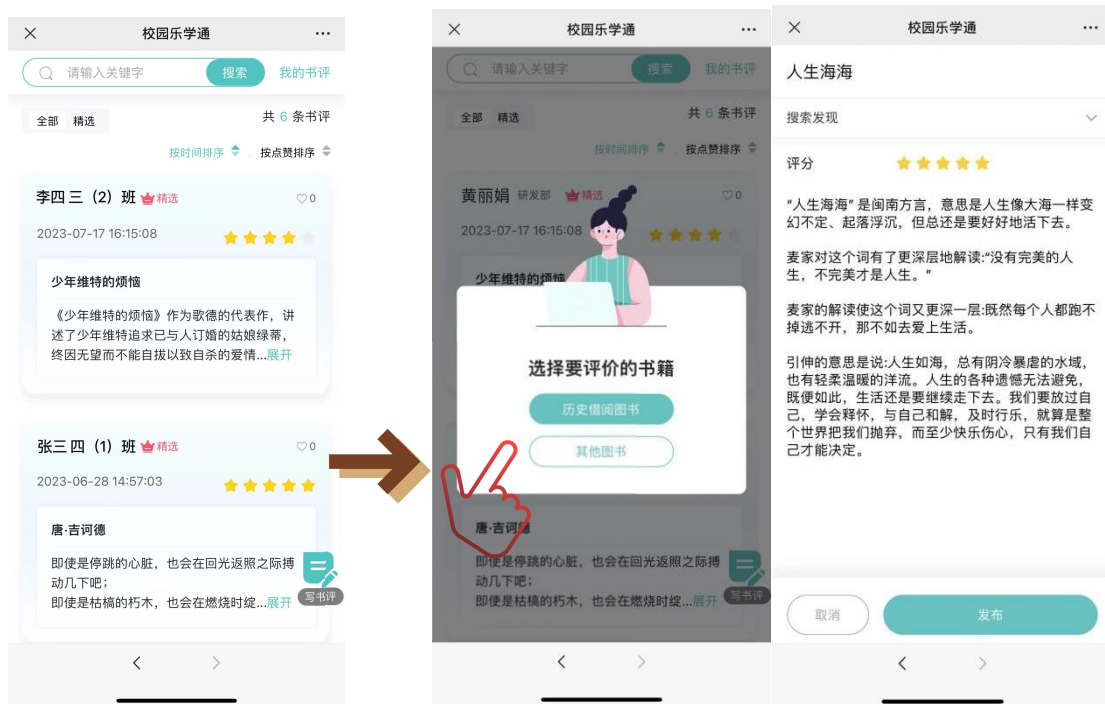 校园乐学通
请输入关键字
搜索
我的书评
全部 精选
共 6 条书评
按时间排序
按点赞排序
李四 三（2）班 精选
0
2023-07-17 16:15:08
少年维特的烦恼
《少年维特的烦恼》作为歌德的代表作，讲
述了少年维特追求已与人订婚的姑娘绿蒂，
终因无望而不能自拔以致自杀的爱情...展开
张三 四（1）班 精选
0
2023-06-28 14:57:03
唐·吉诃德
即使是停跳的心脏，也会在回光返照之际搏
动几下吧；
即使是枯槁的朽木，也会在燃烧时绽...展开
写书评
校园乐学通
请输入关键字
搜索
我的书评
全部 精选
共 6 条书评
按时间排序
按点赞排序
黄丽娟 研发部 精选
0
2023-07-17 16:15:08
少年维特的烦恼
选择要评价的书籍
历史借阅图书
其他图书
唐·吉诃德
即使是停跳的心脏，也会在回光返照之际搏
动几下吧；
即使是枯槁的朽木，也会在燃烧时绽...展开
写书评
校园乐学通
人生海海
搜索发现
评分
“人生海海” 是闽南方言，意思是人生像大海一样变
幻不定、起落浮沉，但总还是要好好地活下去。
麦家对这个词有了更深层地解读:“没有完美的人
生，不完美才是人生。”
麦家的解读使这个词又更深一层:既然每个人都跑不
掉逃不开，那不如去爱上生活。
引伸的意思是说:人生如海，总有阴冷暴虐的水域，
也有轻柔温暖的洋流。人生的各种遗憾无法避免，
既便如此，生活还是要继续走下去。我们要放过自
己，学会释怀，与自己和解，及时行乐，就算是整
个世界把我们抛弃，而至少快乐伤心，只有我们自
己才能决定。
取消
发布